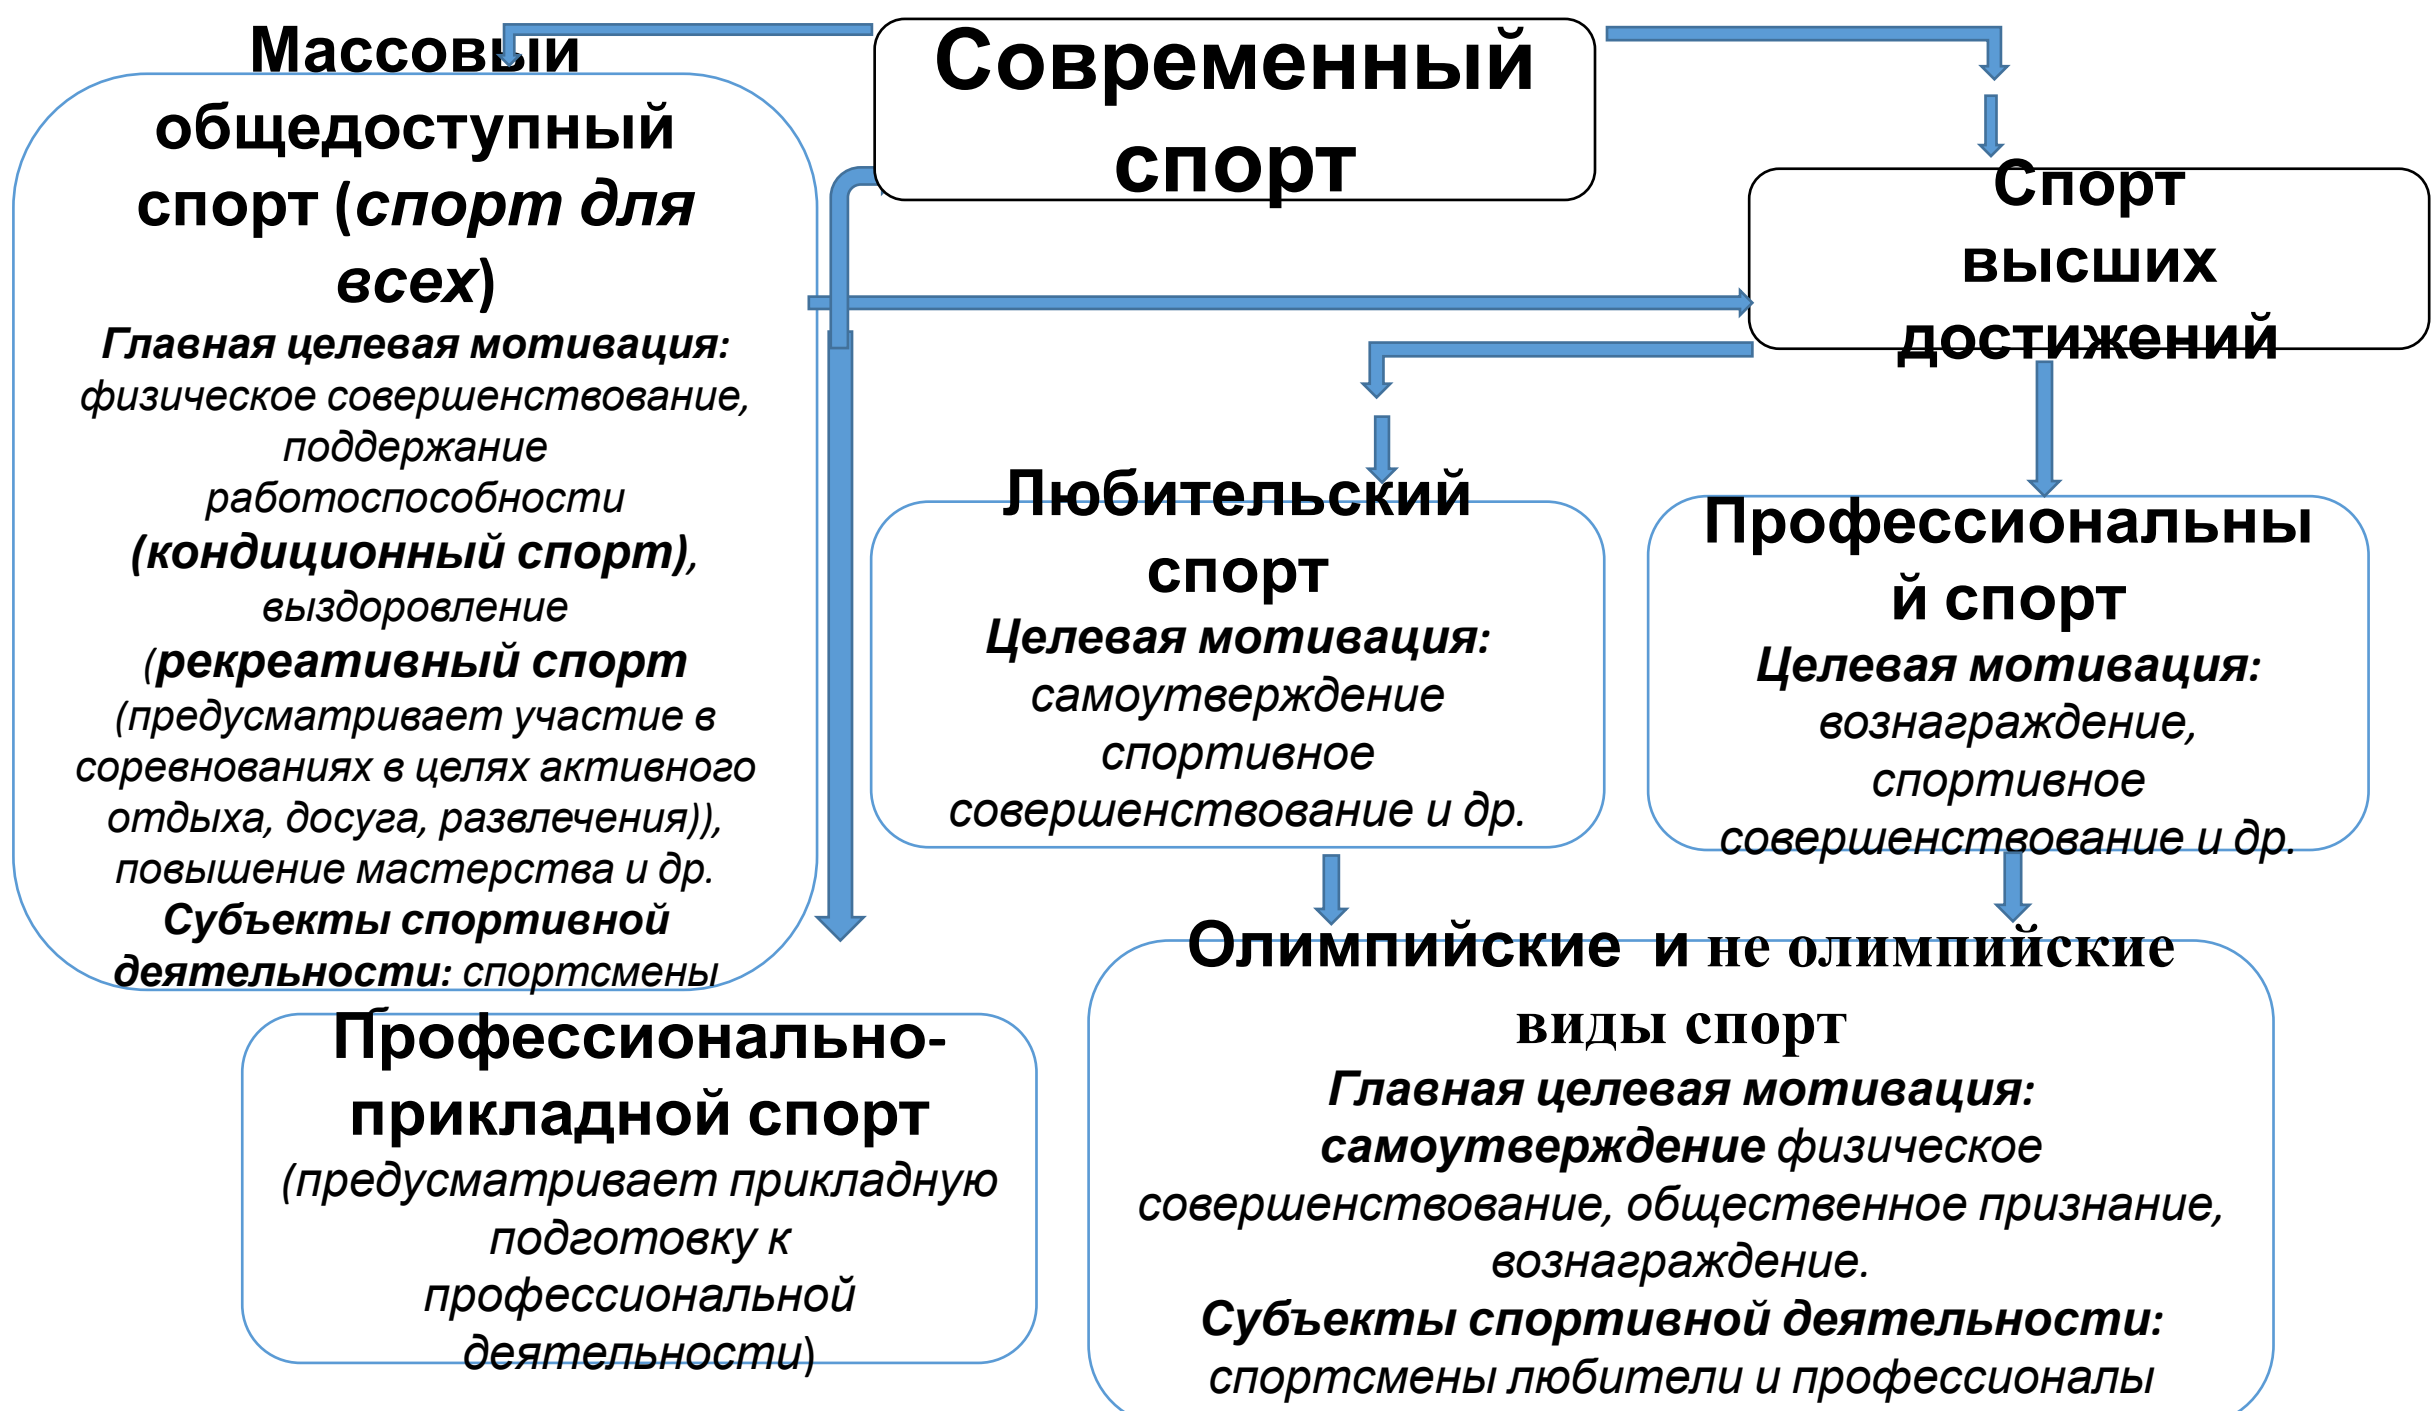 Современный
спорт
Массовый
общедоступный
спорт (спорт для
всех)
Главная целевая мотивация:
физическое совершенствование,
поддержание
работоспособности
(кондиционный спорт),
выздоровление
(рекреативный спорт
(предусматривает участие в
соревнованиях в целях активного
отдыха, досуга, развлечения)),
повышение мастерства и др.
Субъекты спортивной
деятельности: спортсмены
Спорт
высших
достижений
Любительский
спорт
Целевая мотивация:
самоутверждение
спортивное
совершенствование и др.
Профессиональны
й спорт
Целевая мотивация:
вознаграждение,
спортивное
совершенствование и др.
Профессионально-
прикладной спорт
(предусматривает прикладную
подготовку к
профессиональной
деятельности)
Олимпийские и не олимпийские
виды спорт
Главная целевая мотивация:
самоутверждение физическое
совершенствование, общественное признание,
вознаграждение.
Субъекты спортивной деятельности:
спортсмены любители и профессионалы